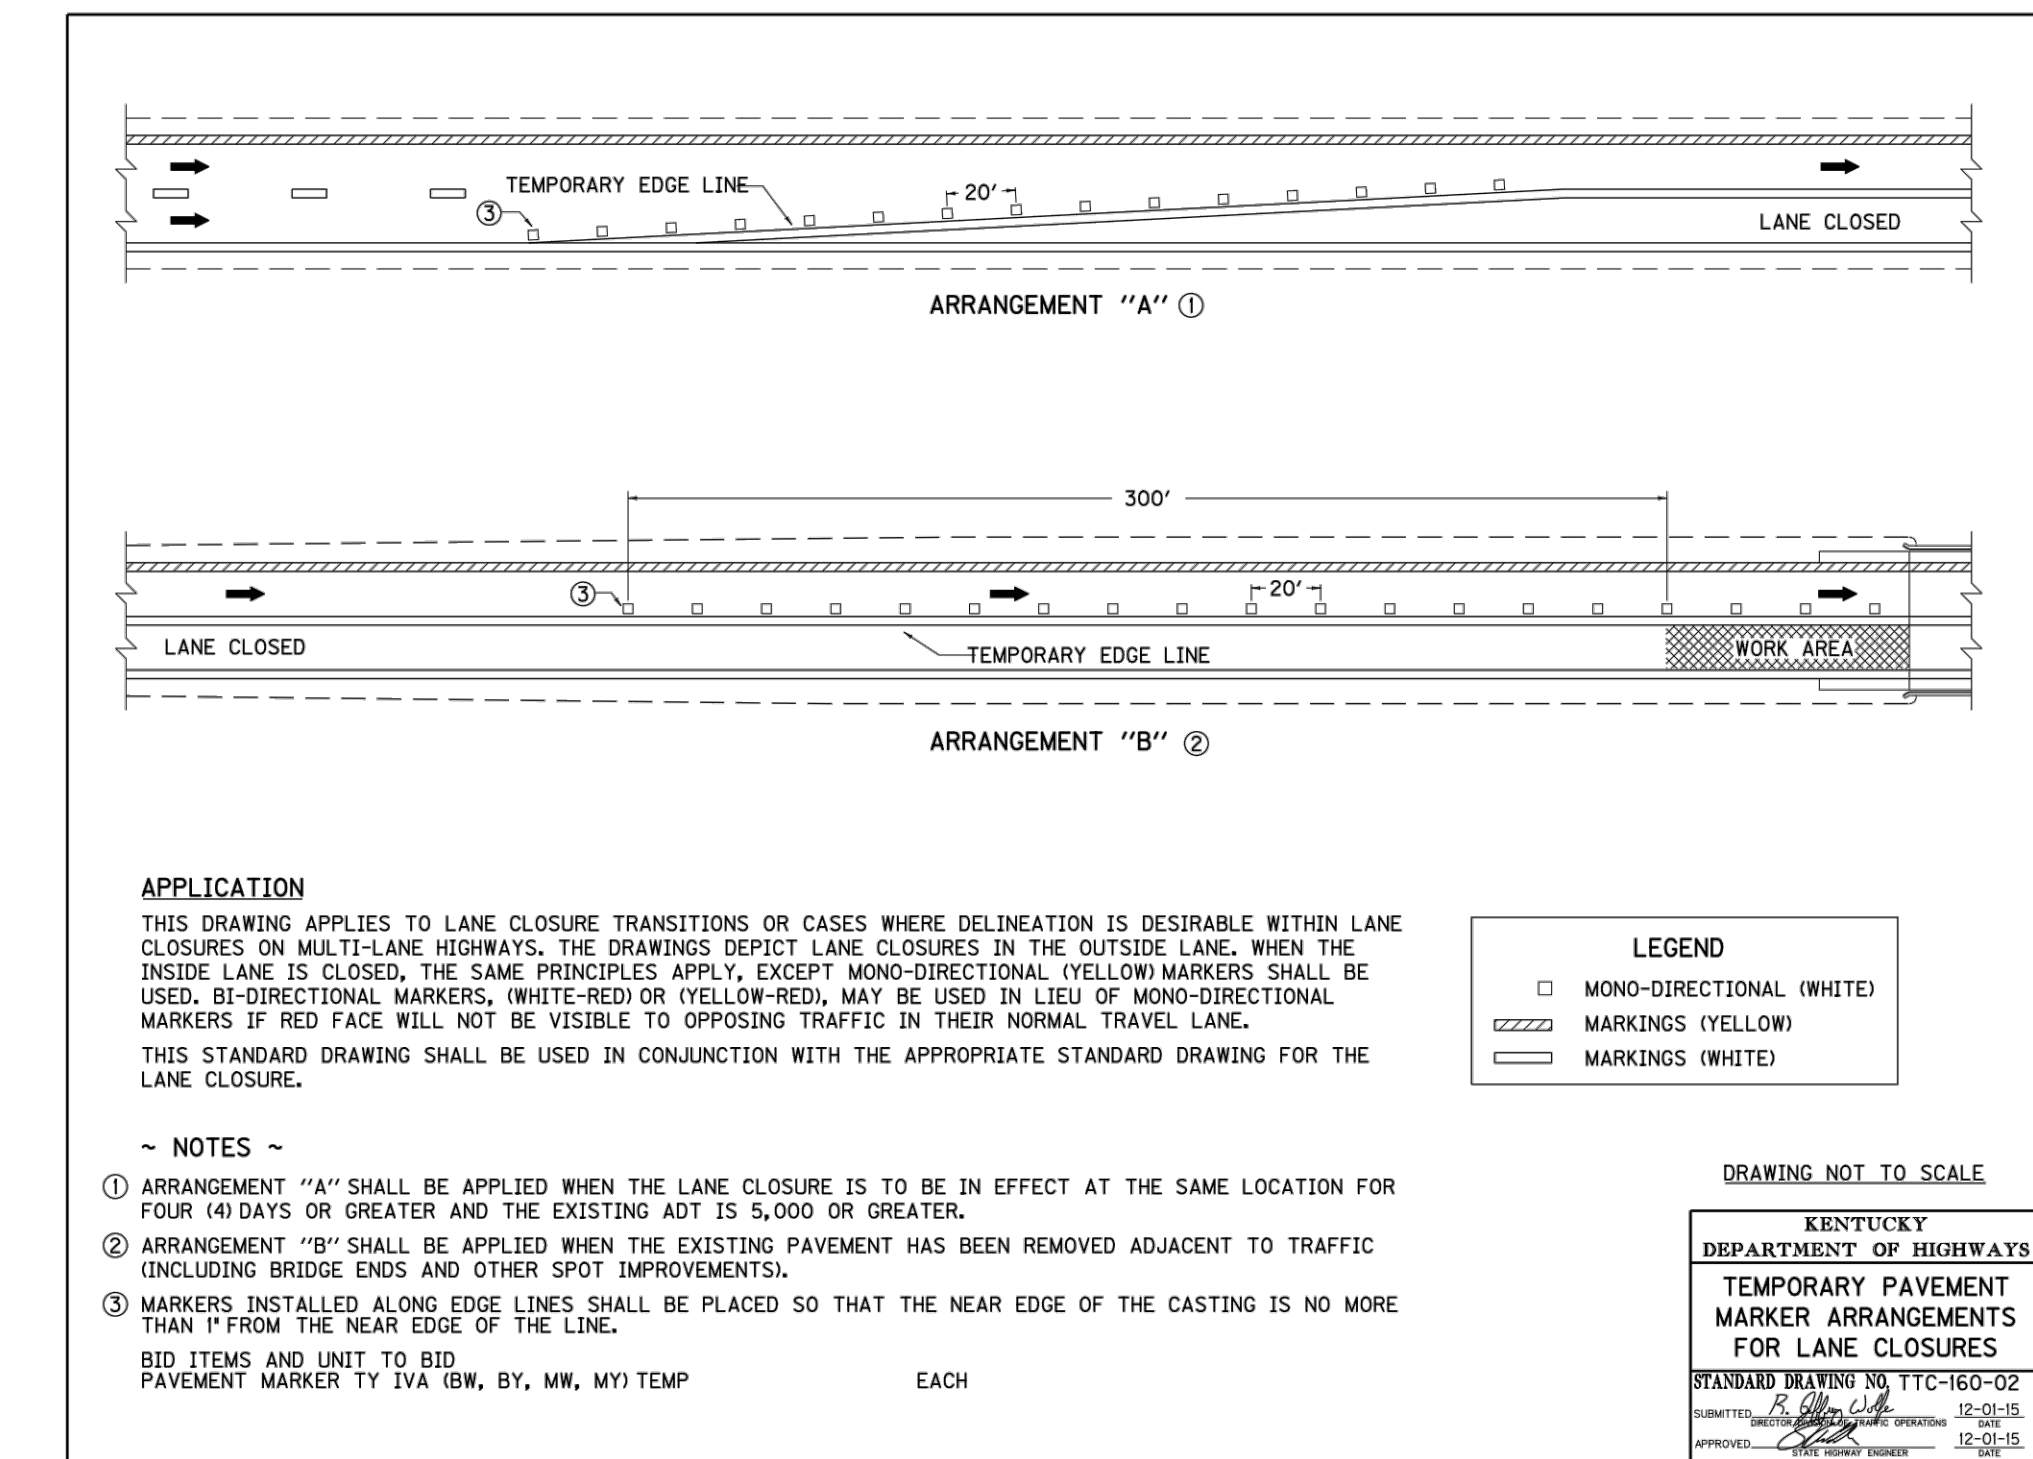 TEMPORARY EDGE LINE
20'
③
LANE CLOSED
ARRANGEMENT ''A'' ①
300'
③
20'
LANE CLOSED
TEMPORARY EDGE LINE
WORK AREA
ARRANGEMENT ''B'' ②
APPLICATION
THIS DRAWING APPLIES TO LANE CLOSURE TRANSITIONS OR CASES WHERE DELINEATION IS DESIRABLE WITHIN LANE
CLOSURES ON MULTI-LANE HIGHWAYS. THE DRAWINGS DEPICT LANE CLOSURES IN THE OUTSIDE LANE. WHEN THE
INSIDE LANE IS CLOSED, THE SAME PRINCIPLES APPLY, EXCEPT MONO-DIRECTIONAL (YELLOW) MARKERS SHALL BE
USED. BI-DIRECTIONAL MARKERS, (WHITE-RED) OR (YELLOW-RED), MAY BE USED IN LIEU OF MONO-DIRECTIONAL
MARKERS IF RED FACE WILL NOT BE VISIBLE TO OPPOSING TRAFFIC IN THEIR NORMAL TRAVEL LANE.
THIS STANDARD DRAWING SHALL BE USED IN CONJUNCTION WITH THE APPROPRIATE STANDARD DRAWING FOR THE
LANE CLOSURE.
LEGEND
MONO-DIRECTIONAL (WHITE)
MARKINGS (YELLOW)
MARKINGS (WHITE)
~ NOTES ~
① ARRANGEMENT ''A'' SHALL BE APPLIED WHEN THE LANE CLOSURE IS TO BE IN EFFECT AT THE SAME LOCATION FOR
FOUR (4) DAYS OR GREATER AND THE EXISTING ADT IS 5,000 OR GREATER.
② ARRANGEMENT ''B'' SHALL BE APPLIED WHEN THE EXISTING PAVEMENT HAS BEEN REMOVED ADJACENT TO TRAFFIC
(INCLUDING BRIDGE ENDS AND OTHER SPOT IMPROVEMENTS).
③ MARKERS INSTALLED ALONG EDGE LINES SHALL BE PLACED SO THAT THE NEAR EDGE OF THE CASTING IS NO MORE
THAN 1" FROM THE NEAR EDGE OF THE LINE.
BID ITEMS AND UNIT TO BID
PAVEMENT MARKER TY IVA (BW, BY, MW, MY) TEMP EACH
DRAWING NOT TO SCALE
KENTUCKY
DEPARTMENT OF HIGHWAYS
TEMPORARY PAVEMENT
MARKER ARRANGEMENTS
FOR LANE CLOSURES
STANDARD DRAWING NO. TTC-160-02
SUBMITTED R. Jeffrey Wolfe 12-01-15
DIRECTOR DIVISION OF TRAFFIC OPERATIONS DATE
APPROVED 12-01-15
STATE HIGHWAY ENGINEER DATE